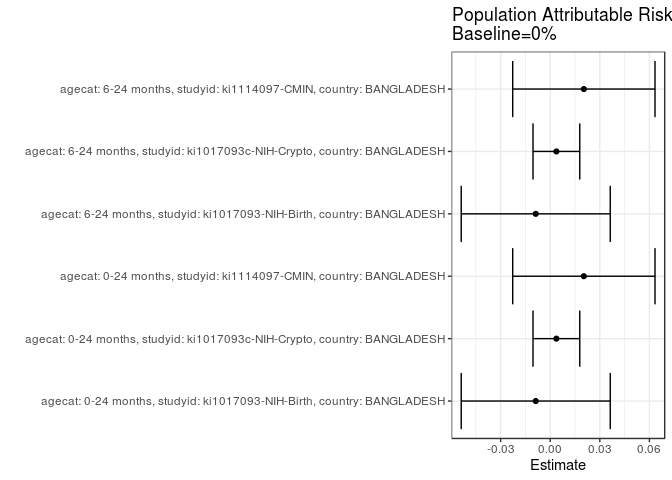 Population Attributable Risk
Baseline=0%
agecat: 6-24 months, studyid: ki1114097-CMIN, country: BANGLADESH
agecat: 6-24 months, studyid: ki1017093c-NIH-Crypto, country: BANGLADESH
agecat: 6-24 months, studyid: ki1017093-NIH-Birth, country: BANGLADESH
agecat: 0-24 months, studyid: ki1114097-CMIN, country: BANGLADESH
agecat: 0-24 months, studyid: ki1017093c-NIH-Crypto, country: BANGLADESH
agecat: 0-24 months, studyid: ki1017093-NIH-Birth, country: BANGLADESH
-0.03 0.00 0.03 0.06
Estimate